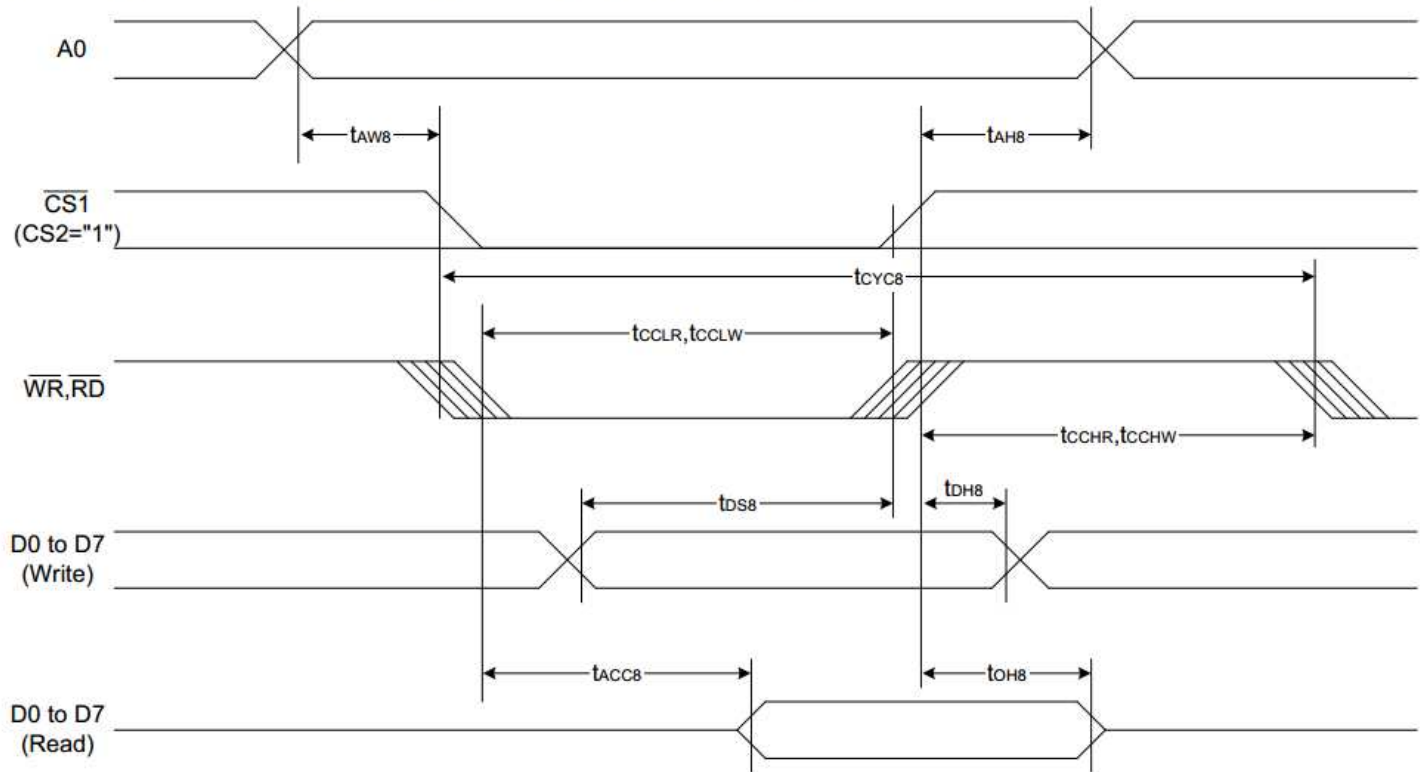 A0
tAW8
tAH8
CS1
(CS2="1")
tCYC8
tCCLR,tCCLW
WR,RD
tCCHR,tCCHW
tDS8
tDH8
D0 to D7
(Write)
tACC8
tOH8
D0 to D7
(Read)